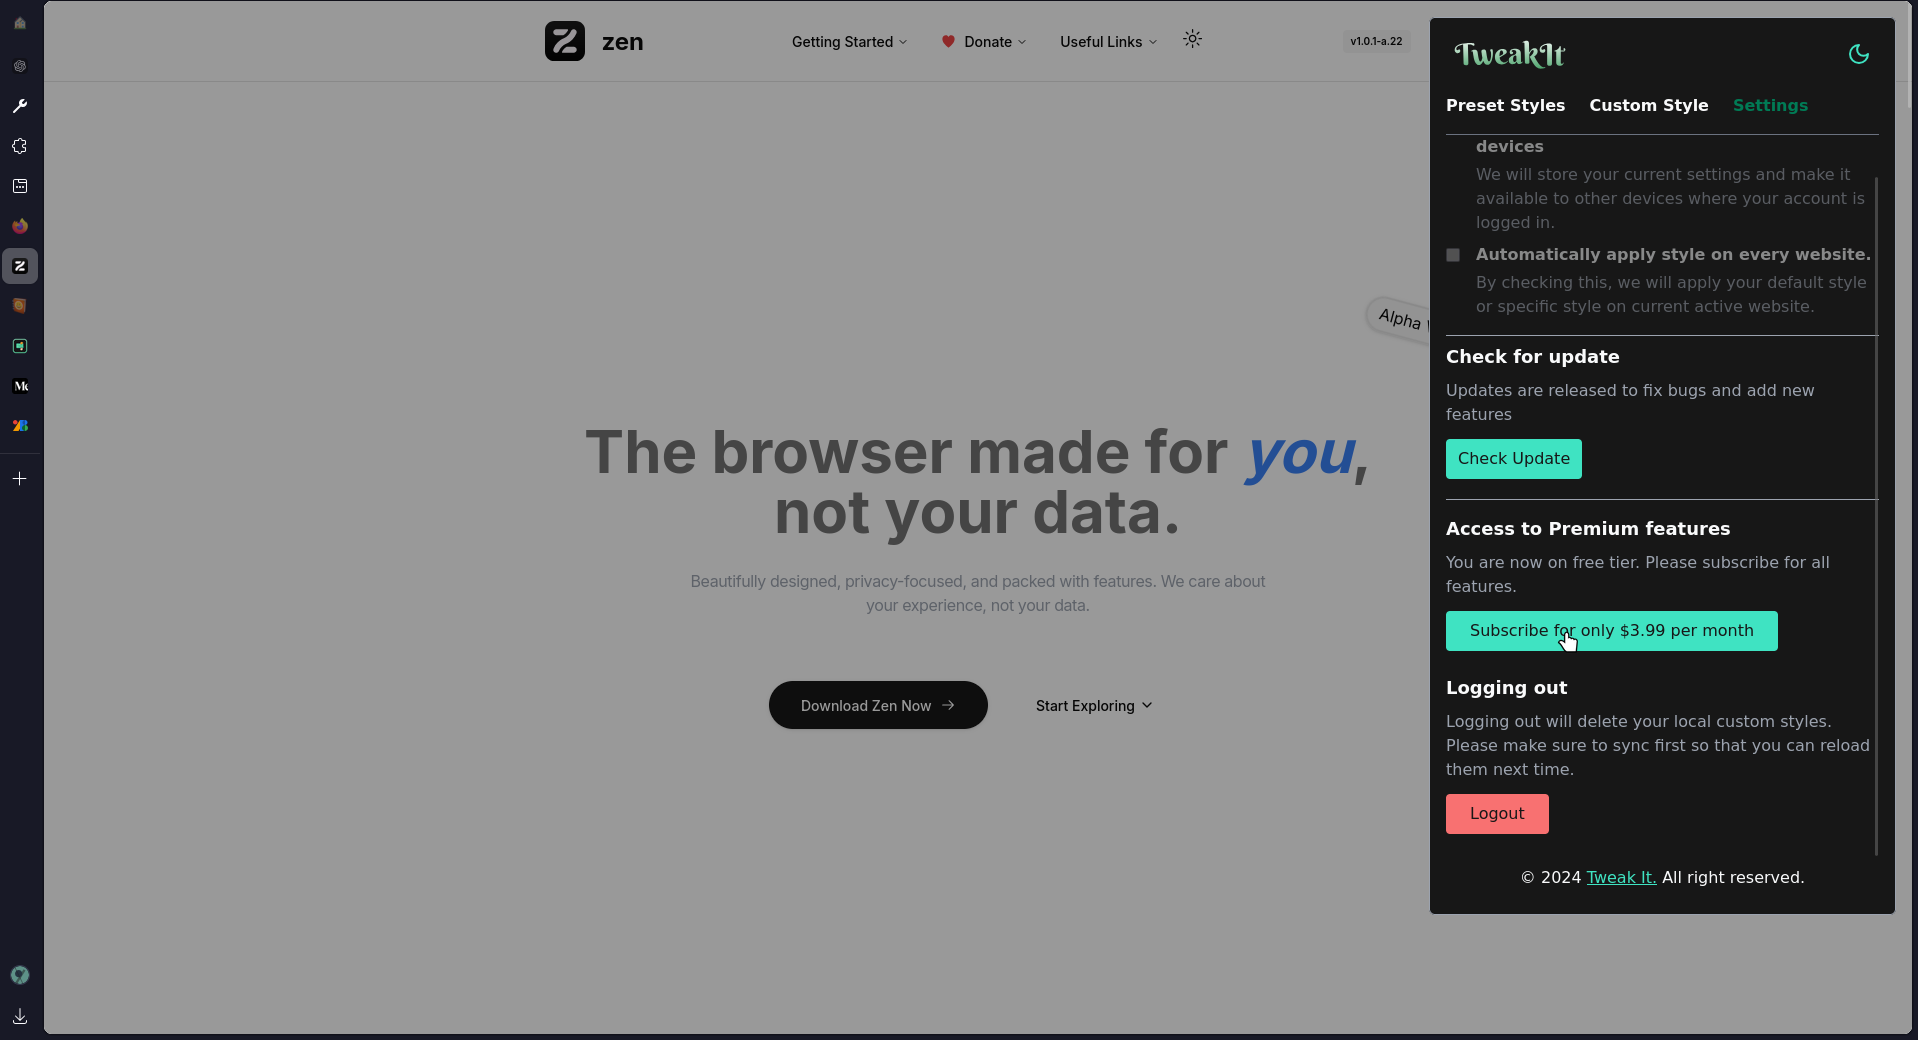 zen
Getting Started
Donate
Useful Links
v1.0.1-a.22
Alpha
The browser made for you,
not your data.
Beautifully designed, privacy-focused, and packed with features. We care about
your experience, not your data.
Download Zen Now
Start Exploring
TweakIt
Preset Styles
Custom Style
Settings
devices
We will store your current settings and make it
available to other devices where your account is
logged in.
Automatically apply style on every website.
By checking this, we will apply your default style
or specific style on current active website.
Check for update
Updates are released to fix bugs and add new
features
Check Update
Access to Premium features
You are now on free tier. Please subscribe for all
features.
Subscribe for only $3.99 per month
Logging out
Logging out will delete your local custom styles.
Please make sure to sync first so that you can reload
them next time.
Logout
© 2024 Tweak It. All right reserved.